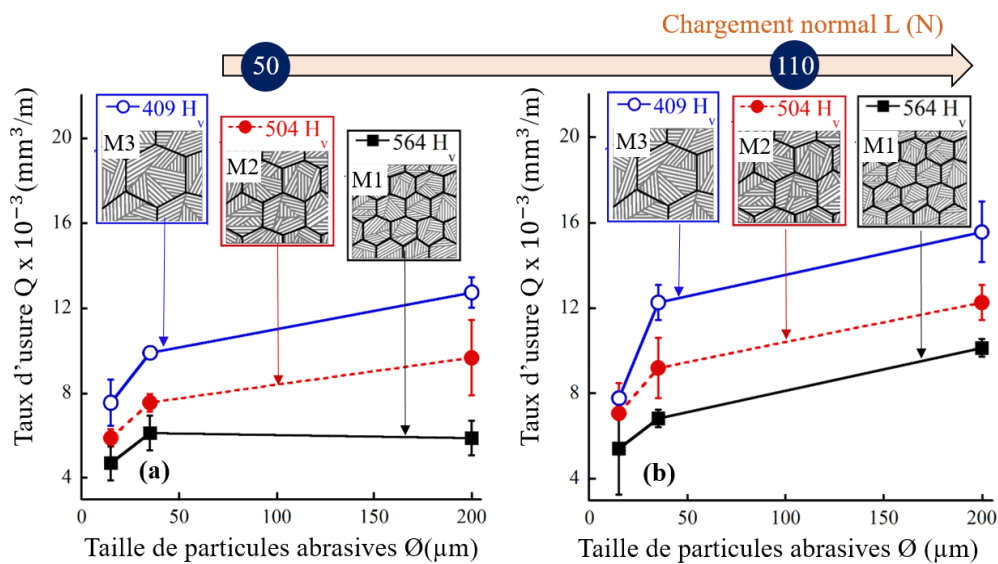 Chargement normal L (N)
50
110
Taux d'usure Q x 10⁻³ (mm³/m)
20
16
12
8
4
409 Hv
M3
504 Hv
M2
564 Hv
M1
(a)
0
50
100
150
200
Taille de particules abrasives Ø(µm)
Taux d'usure Q x 10⁻³ (mm³/m)
20
16
12
8
4
409 Hv
M3
504 Hv
M2
564 Hv
M1
(b)
0
50
100
150
200
Taille de particules abrasives Ø (µm)